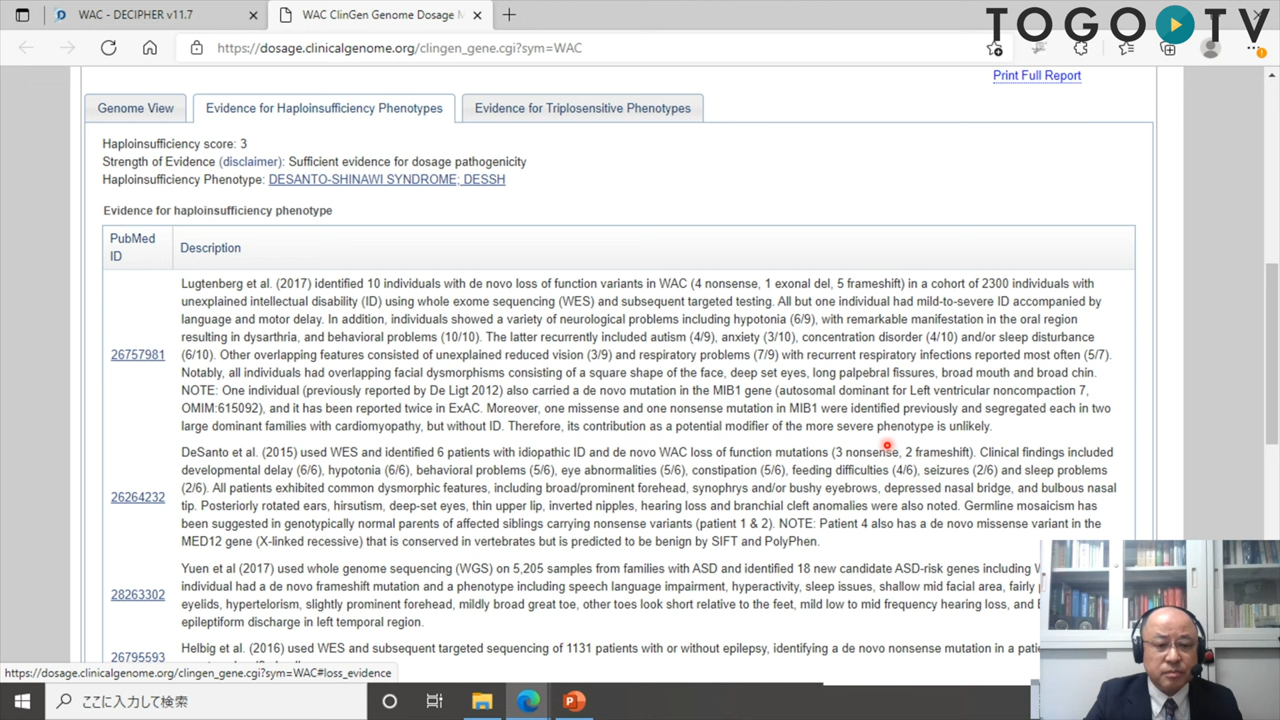 WAC - DECIPHER v11.7
WAC ClinGen Genome Dosage M
TOGO TV
https://dosage.clinicalgenome.org/clingen_gene.cgi?sym=WAC
Print Full Report
Genome View
Evidence for Haploinsufficiency Phenotypes
Evidence for Triplosensitive Phenotypes
Haploinsufficiency score: 3
Strength of Evidence (disclaimer): Sufficient evidence for dosage pathogenicity
Haploinsufficiency Phenotype: DESANTO-SHINAWI SYNDROME; DESSH
Evidence for haploinsufficiency phenotype
PubMed
ID
Description
26757981
Lugtenberg et al. (2017) identified 10 individuals with de novo loss of function variants in WAC (4 nonsense, 1 exonal del, 5 frameshift) in a cohort of 2300 individuals with
unexplained intellectual disability (ID) using whole exome sequencing (WES) and subsequent targeted testing. All but one individual had mild-to-severe ID accompanied by
language and motor delay. In addition, individuals showed a variety of neurological problems including hypotonia (6/9), with remarkable manifestation in the oral region
resulting in dysarthria, and behavioral problems (10/10). The latter recurrently included autism (4/9), anxiety (3/10), concentration disorder (4/10) and/or sleep disturbance
(6/10). Other overlapping features consisted of unexplained reduced vision (3/9) and respiratory problems (7/9) with recurrent respiratory infections reported most often (5/7).
Notably, all individuals had overlapping facial dysmorphisms consisting of a square shape of the face, deep set eyes, long palpebral fissures, broad mouth and broad chin.
NOTE: One individual (previously reported by De Ligt 2012) also carried a de novo mutation in the MIB1 gene (autosomal dominant for Left ventricular noncompaction 7,
OMIM:615092), and it has been reported twice in ExAC. Moreover, one missense and one nonsense mutation in MIB1 were identified previously and segregated each in two
large dominant families with cardiomyopathy, but without ID. Therefore, its contribution as a potential modifier of the more severe phenotype is unlikely.
26264232
DeSanto et al. (2015) used WES and identified 6 patients with idiopathic ID and de novo WAC loss of function mutations (3 nonsense, 2 frameshift). Clinical findings included
developmental delay (6/6), hypotonia (6/6), behavioral problems (5/6), eye abnormalities (5/6), constipation (5/6), feeding difficulties (4/6), seizures (2/6) and sleep problems
(2/6). All patients exhibited common dysmorphic features, including broad/prominent forehead, synophrys and/or bushy eyebrows, depressed nasal bridge, and bulbous nasal
tip. Posteriorly rotated ears, hirsutism, deep-set eyes, thin upper lip, inverted nipples, hearing loss and branchial cleft anomalies were also noted. Germline mosaicism has
been suggested in genotypically normal parents of affected siblings carrying nonsense variants (patient 1 & 2). NOTE: Patient 4 also has a de novo missense variant in the
MED12 gene (X-linked recessive) that is conserved in vertebrates but is predicted to be benign by SIFT and PolyPhen.
28263302
Yuen et al (2017) used whole genome sequencing (WGS) on 5,205 samples from families with ASD and identified 18 new candidate ASD-risk genes including
individual had a de novo frameshift mutation and a phenotype including speech language impairment, hyperactivity, sleep issues, shallow mid facial area, fairly
eyelids, hypertelorism, slightly prominent forehead, mildly broad great toe, other toes look short relative to the feet, mild low to mid frequency hearing loss, and
epileptiform discharge in left temporal region.
26795593
Helbig et al. (2016) used WES and subsequent targeted sequencing of 1131 patients with or without epilepsy, identifying a de novo nonsense mutation in a
https://dosage.clinicalgenome.org/clingen_gene.cgi?sym=WAC#loss_evidence
ここに入力して検索